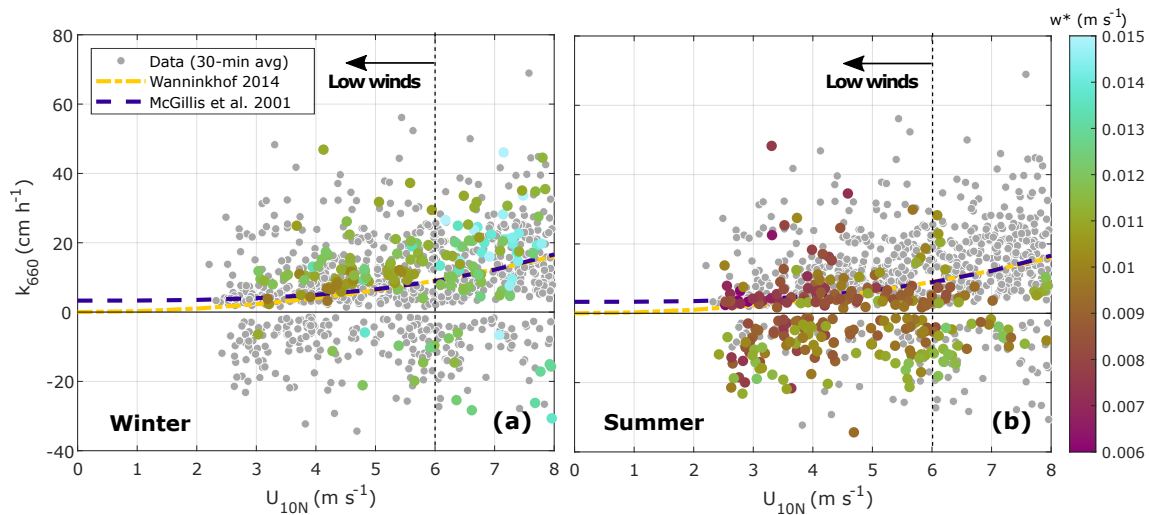 w* (m s⁻¹)
80
60
40
20
0
-20
-40
k₆₆₀ (cm h⁻¹)
Data (30-min avg)
Wanninkhof 2014
McGillis et al. 2001
Low winds
Winter
(a)
0 1 2 3 4 5 6 7 8
U₁₀N (m s⁻¹)
Low winds
Summer
(b)
0 1 2 3 4 5 6 7 8
U₁₀N (m s⁻¹)
0.015
0.014
0.013
0.012
0.011
0.010
0.009
0.008
0.007
0.006